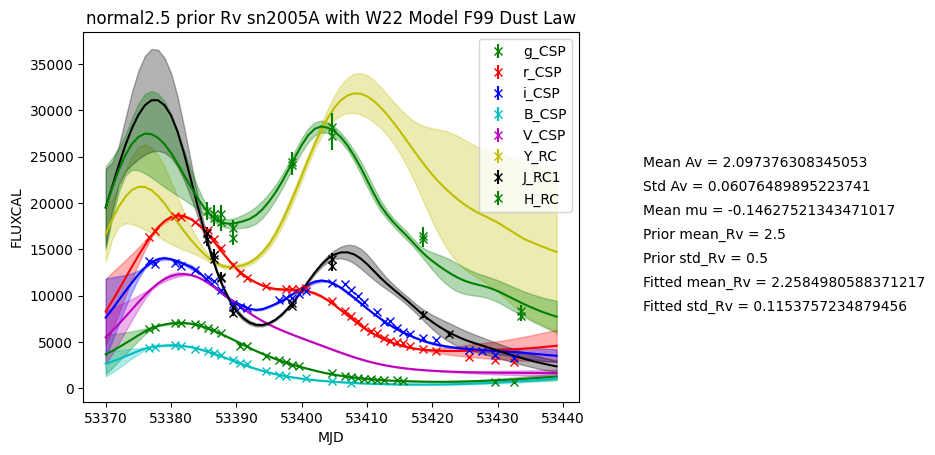 normal2.5 prior Rv sn2005A with W22 Model F99 Dust Law
FLUXCAL
35000
30000
25000
20000
15000
10000
5000
0
53370 53380 53390 53400 53410 53420 53430 53440
MJD
g_CSP
r_CSP
i_CSP
B_CSP
V_CSP
Y_RC
J_RC1
H_RC
Mean Av = 2.097376308345053
Std Av = 0.06076489895223741
Mean mu = -0.14627521343471017
Prior mean_Rv = 2.5
Prior std_Rv = 0.5
Fitted mean_Rv = 2.2584980588371217
Fitted std_Rv = 0.1153757234879456